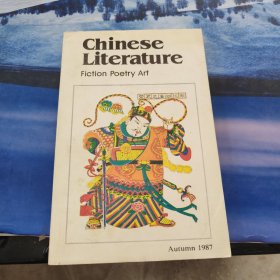 Chinese
Literature
Fiction Poetry Art
Autumn 1987